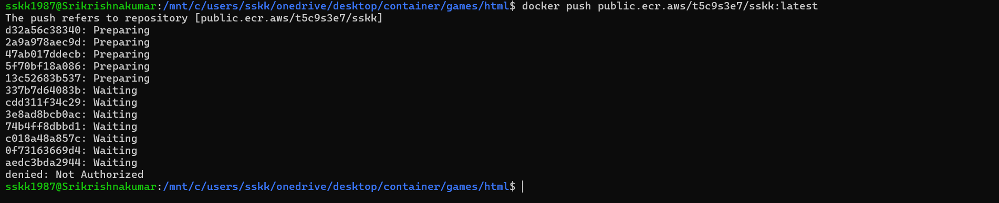 sskk1987@Srikrishnakumar:/mnt/c/users/sskk/onedrive/desktop/container/games/html$ docker push public.ecr.aws/t5c9s3e7/sskk:latest
The push refers to repository [public.ecr.aws/t5c9s3e7/sskk]
d32a56c38340: Preparing
2a9a978aec9d: Preparing
47ab017ddecb: Preparing
5f70bf18a086: Preparing
13c52683b537: Preparing
337b7d64083b: Waiting
cdd311f34c29: Waiting
3e8ad8bcb0ac: Waiting
74b4ff8dbbd1: Waiting
c018a48a857c: Waiting
0f73163669d4: Waiting
aedc3bda2944: Waiting
denied: Not Authorized
sskk1987@Srikrishnakumar:/mnt/c/users/sskk/onedrive/desktop/container/games/html$